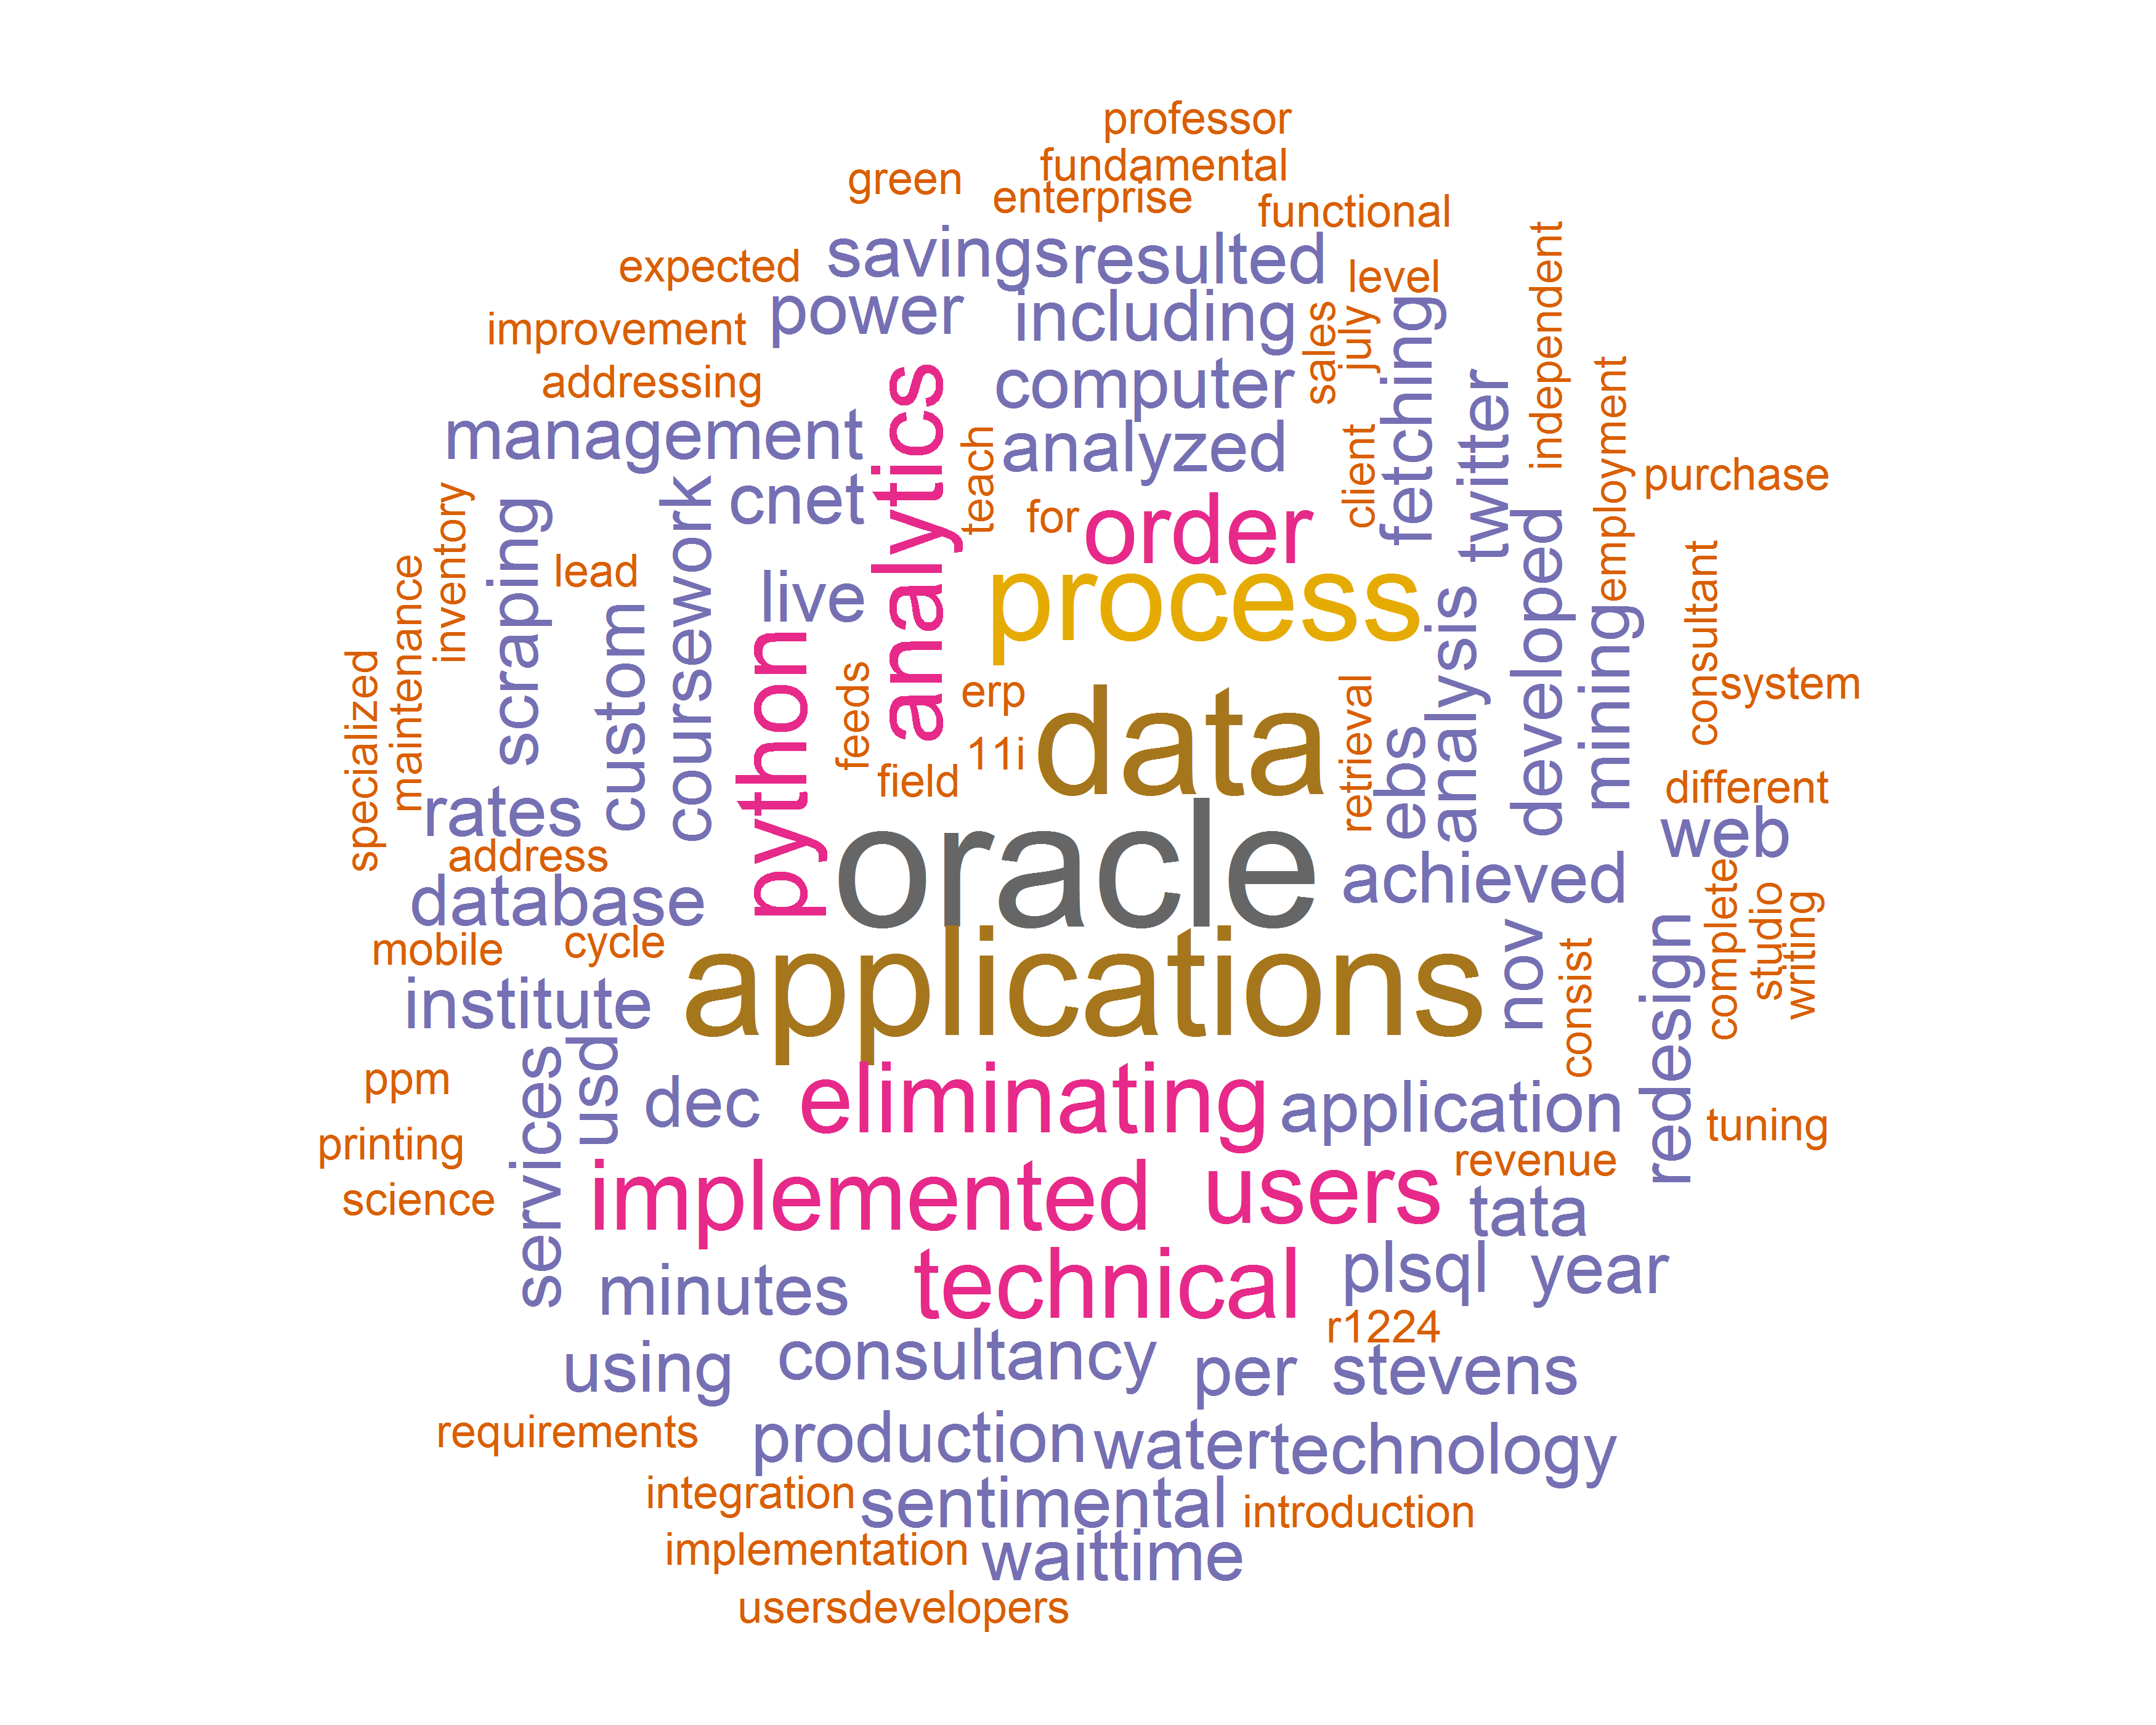 professor
fundamental
green
enterprise
functional
savings
resulted
expected
level
independent
power
including
improvement
sales
july
fetching
addressing
computer
twitter
employment
analytics
management
analyzed
teach
client
purchase
cnet
coursework
scraping
inventory
for
order
developed
consultant
maintenance
lead
live
process
analysis
mining
custom
python
specialized
feeds
erp
data
retrieval
system
11i
field
ebs
different
rates
web
address
oracle
achieved
database
complete
studio
writing
mobile
cycle
applications
nov
consist
redesign
institute
services
usd
ppm
dec
eliminating
application
tuning
printing
implemented
users
revenue
science
tata
minutes
technical
plsql
year
r1224
using
consultancy
per
stevens
requirements
production
water
technology
integration
sentimental
introduction
implementation
waittime
usersdevelopers